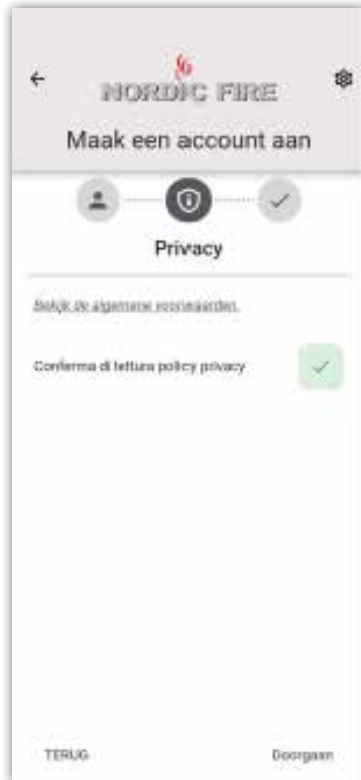 NORDIC FIRE
Maak een account aan
Privacy
Bekijk de algemene voorwaarden.
Conferma di lettura policy privacy
TERUG
Doorgaan